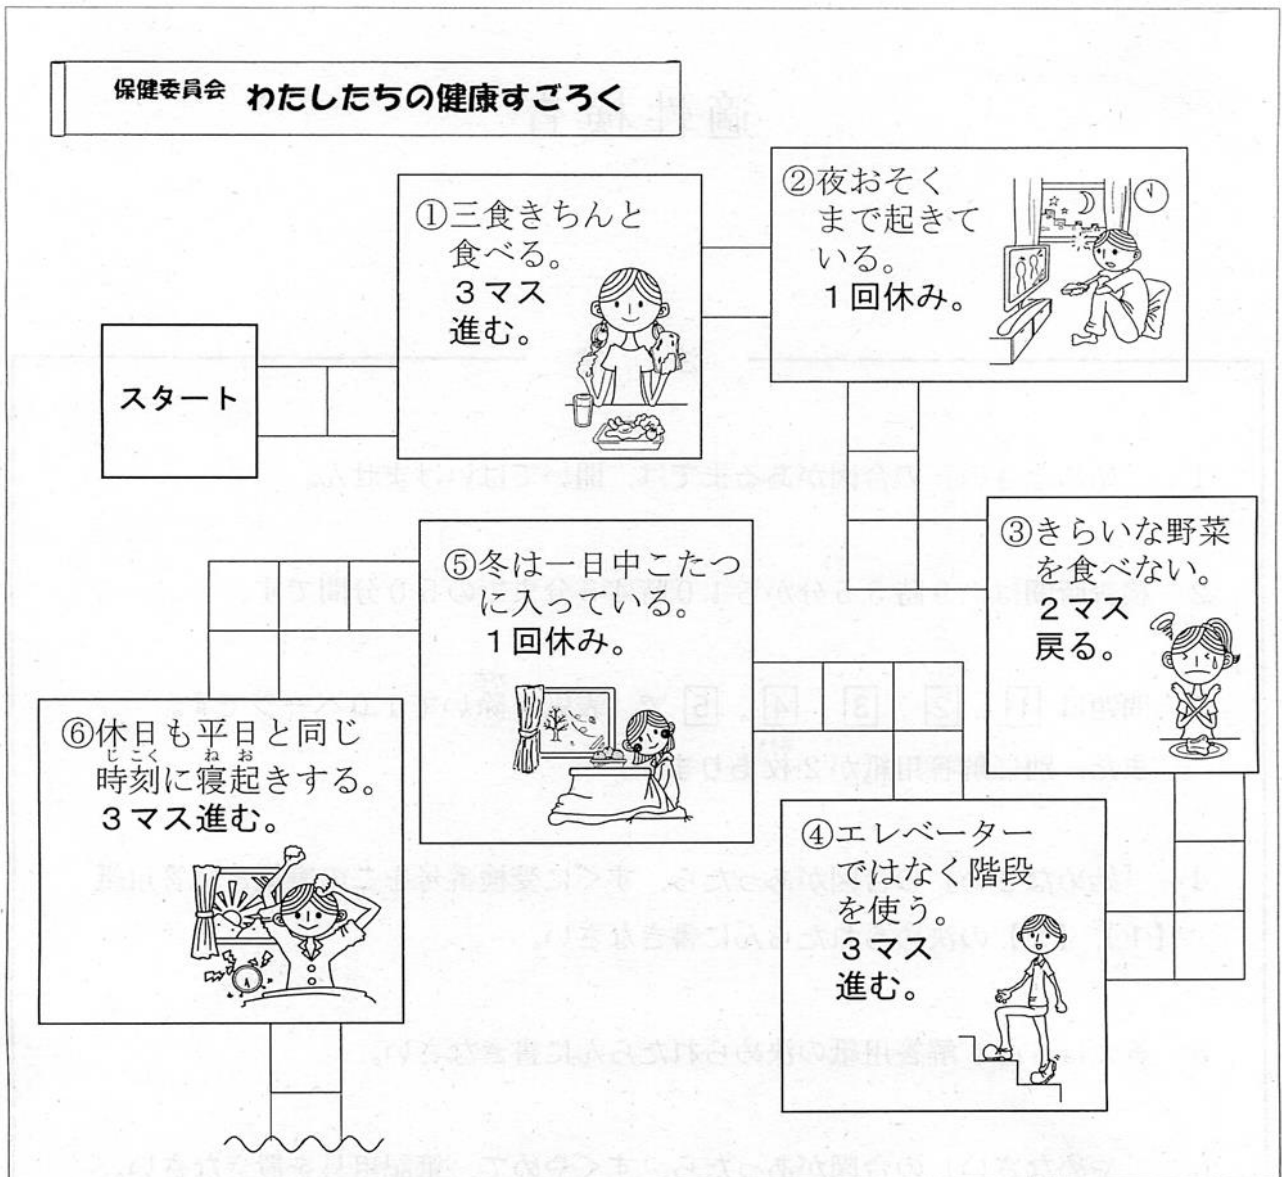 保健委員会 わたしたちの健康すごろく
スタート
①三食きちんと
食べる。
3マス
進む。
②夜おそく
まで起きて
いる。
1回休み。
③きらいな野菜
を食べない。
2マス
戻る。
④エレベーター
ではなく階段
を使う。
3マス
進む。
⑤冬は一日中こたつ
に入っている。
1回休み。
⑥休日も平日と同じ
じこく ね お
時刻に寝起きする。
3マス進む。